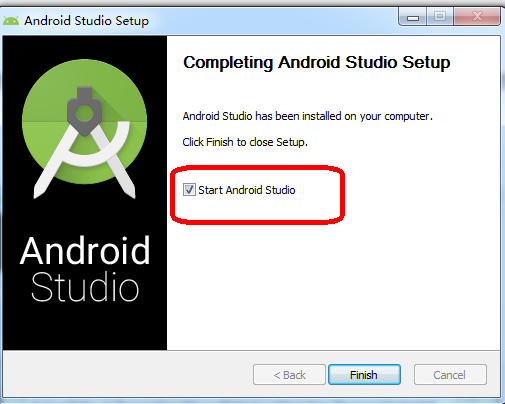 Android Studio Setup
Completing Android Studio Setup
Android Studio has been installed on your computer.
Click Finish to close Setup.
Start Android Studio
Android
Studio
< Back
Finish
Cancel